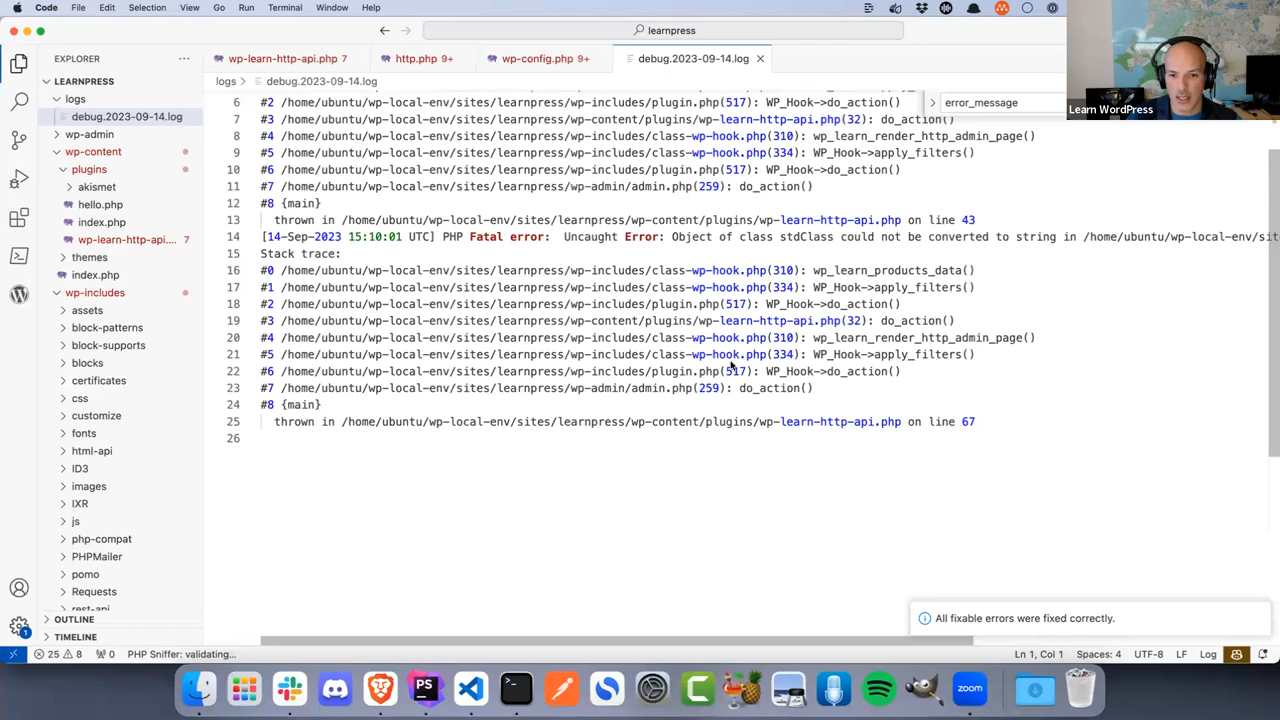 Code File Edit Selection View Go Run Terminal Window Help
learnpress
EXPLORER
wp-learn-http-api.php 7
http.php 9+
wp-config.php 9+
debug.2023-09-14.log
logs > debug.2023-09-14.log
LEARNPRESS
logs
debug.2023-09-14.log
wp-admin
wp-content
plugins
akismet
hello.php
index.php
wp-learn-http-api.... 7
themes
index.php
wp-includes
assets
block-patterns
block-supports
blocks
certificates
css
customize
fonts
html-api
ID3
images
IXR
js
php-compat
PHPMailer
pomo
Requests
rest-api
OUTLINE
TIMELINE
error_message
Learn WordPress
6 #2 /home/ubuntu/wp-local-env/sites/learnpress/wp-includes/plugin.php(517): WP_Hook->do_action()
7 #3 /home/ubuntu/wp-local-env/sites/learnpress/wp-content/plugins/wp-learn-http-api.php(32): do_action()
8 #4 /home/ubuntu/wp-local-env/sites/learnpress/wp-includes/class-wp-hook.php(310): wp_learn_render_http_admin_page()
9 #5 /home/ubuntu/wp-local-env/sites/learnpress/wp-includes/class-wp-hook.php(334): WP_Hook->apply_filters()
10 #6 /home/ubuntu/wp-local-env/sites/learnpress/wp-includes/plugin.php(517): WP_Hook->do_action()
11 #7 /home/ubuntu/wp-local-env/sites/learnpress/wp-admin/admin.php(259): do_action()
12 #8 {main}
13 thrown in /home/ubuntu/wp-local-env/sites/learnpress/wp-content/plugins/wp-learn-http-api.php on line 43
14 [14-Sep-2023 15:10:01 UTC] PHP Fatal error: Uncaught Error: Object of class stdClass could not be converted to string in /home/ubuntu/wp-local-env/sit
15 Stack trace:
16 #0 /home/ubuntu/wp-local-env/sites/learnpress/wp-includes/class-wp-hook.php(310): wp_learn_products_data()
17 #1 /home/ubuntu/wp-local-env/sites/learnpress/wp-includes/class-wp-hook.php(334): WP_Hook->apply_filters()
18 #2 /home/ubuntu/wp-local-env/sites/learnpress/wp-includes/plugin.php(517): WP_Hook->do_action()
19 #3 /home/ubuntu/wp-local-env/sites/learnpress/wp-content/plugins/wp-learn-http-api.php(32): do_action()
20 #4 /home/ubuntu/wp-local-env/sites/learnpress/wp-includes/class-wp-hook.php(310): wp_learn_render_http_admin_page()
21 #5 /home/ubuntu/wp-local-env/sites/learnpress/wp-includes/class-wp-hook.php(334): WP_Hook->apply_filters()
22 #6 /home/ubuntu/wp-local-env/sites/learnpress/wp-includes/plugin.php(517): WP_Hook->do_action()
23 #7 /home/ubuntu/wp-local-env/sites/learnpress/wp-admin/admin.php(259): do_action()
24 #8 {main}
25 thrown in /home/ubuntu/wp-local-env/sites/learnpress/wp-content/plugins/wp-learn-http-api.php on line 67
26
All fixable errors were fixed correctly.
1
25 8 0 PHP Sniffer: validating... Ln 1, Col 1 Spaces: 4 UTF-8 LF Log
PS
zoom